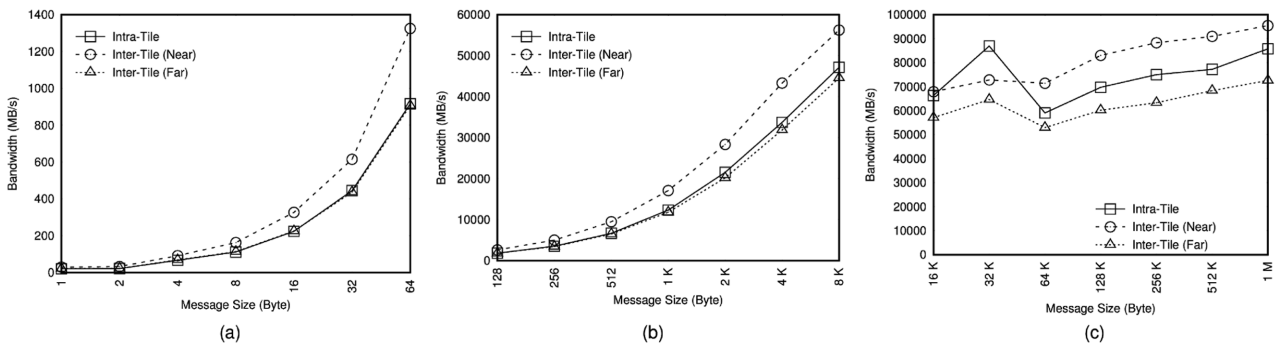 1400
1200
1000
800
600
400
200
0
Bandwidth (MB/s)
Intra-Tile
Inter-Tile (Near)
Inter-Tile (Far)
1
2
4
8
16
32
64
Message Size (Byte)
(a)
60000
50000
40000
30000
20000
10000
0
Bandwidth (MB/s)
Intra-Tile
Inter-Tile (Near)
Inter-Tile (Far)
128
256
512
1 K
2 K
4 K
8 K
Message Size (Byte)
(b)
100000
90000
80000
70000
60000
50000
40000
30000
20000
10000
0
Bandwidth (MB/s)
Intra-Tile
Inter-Tile (Near)
Inter-Tile (Far)
16 K
32 K
64 K
128 K
256 K
512 K
1 M
Message Size (Byte)
(c)